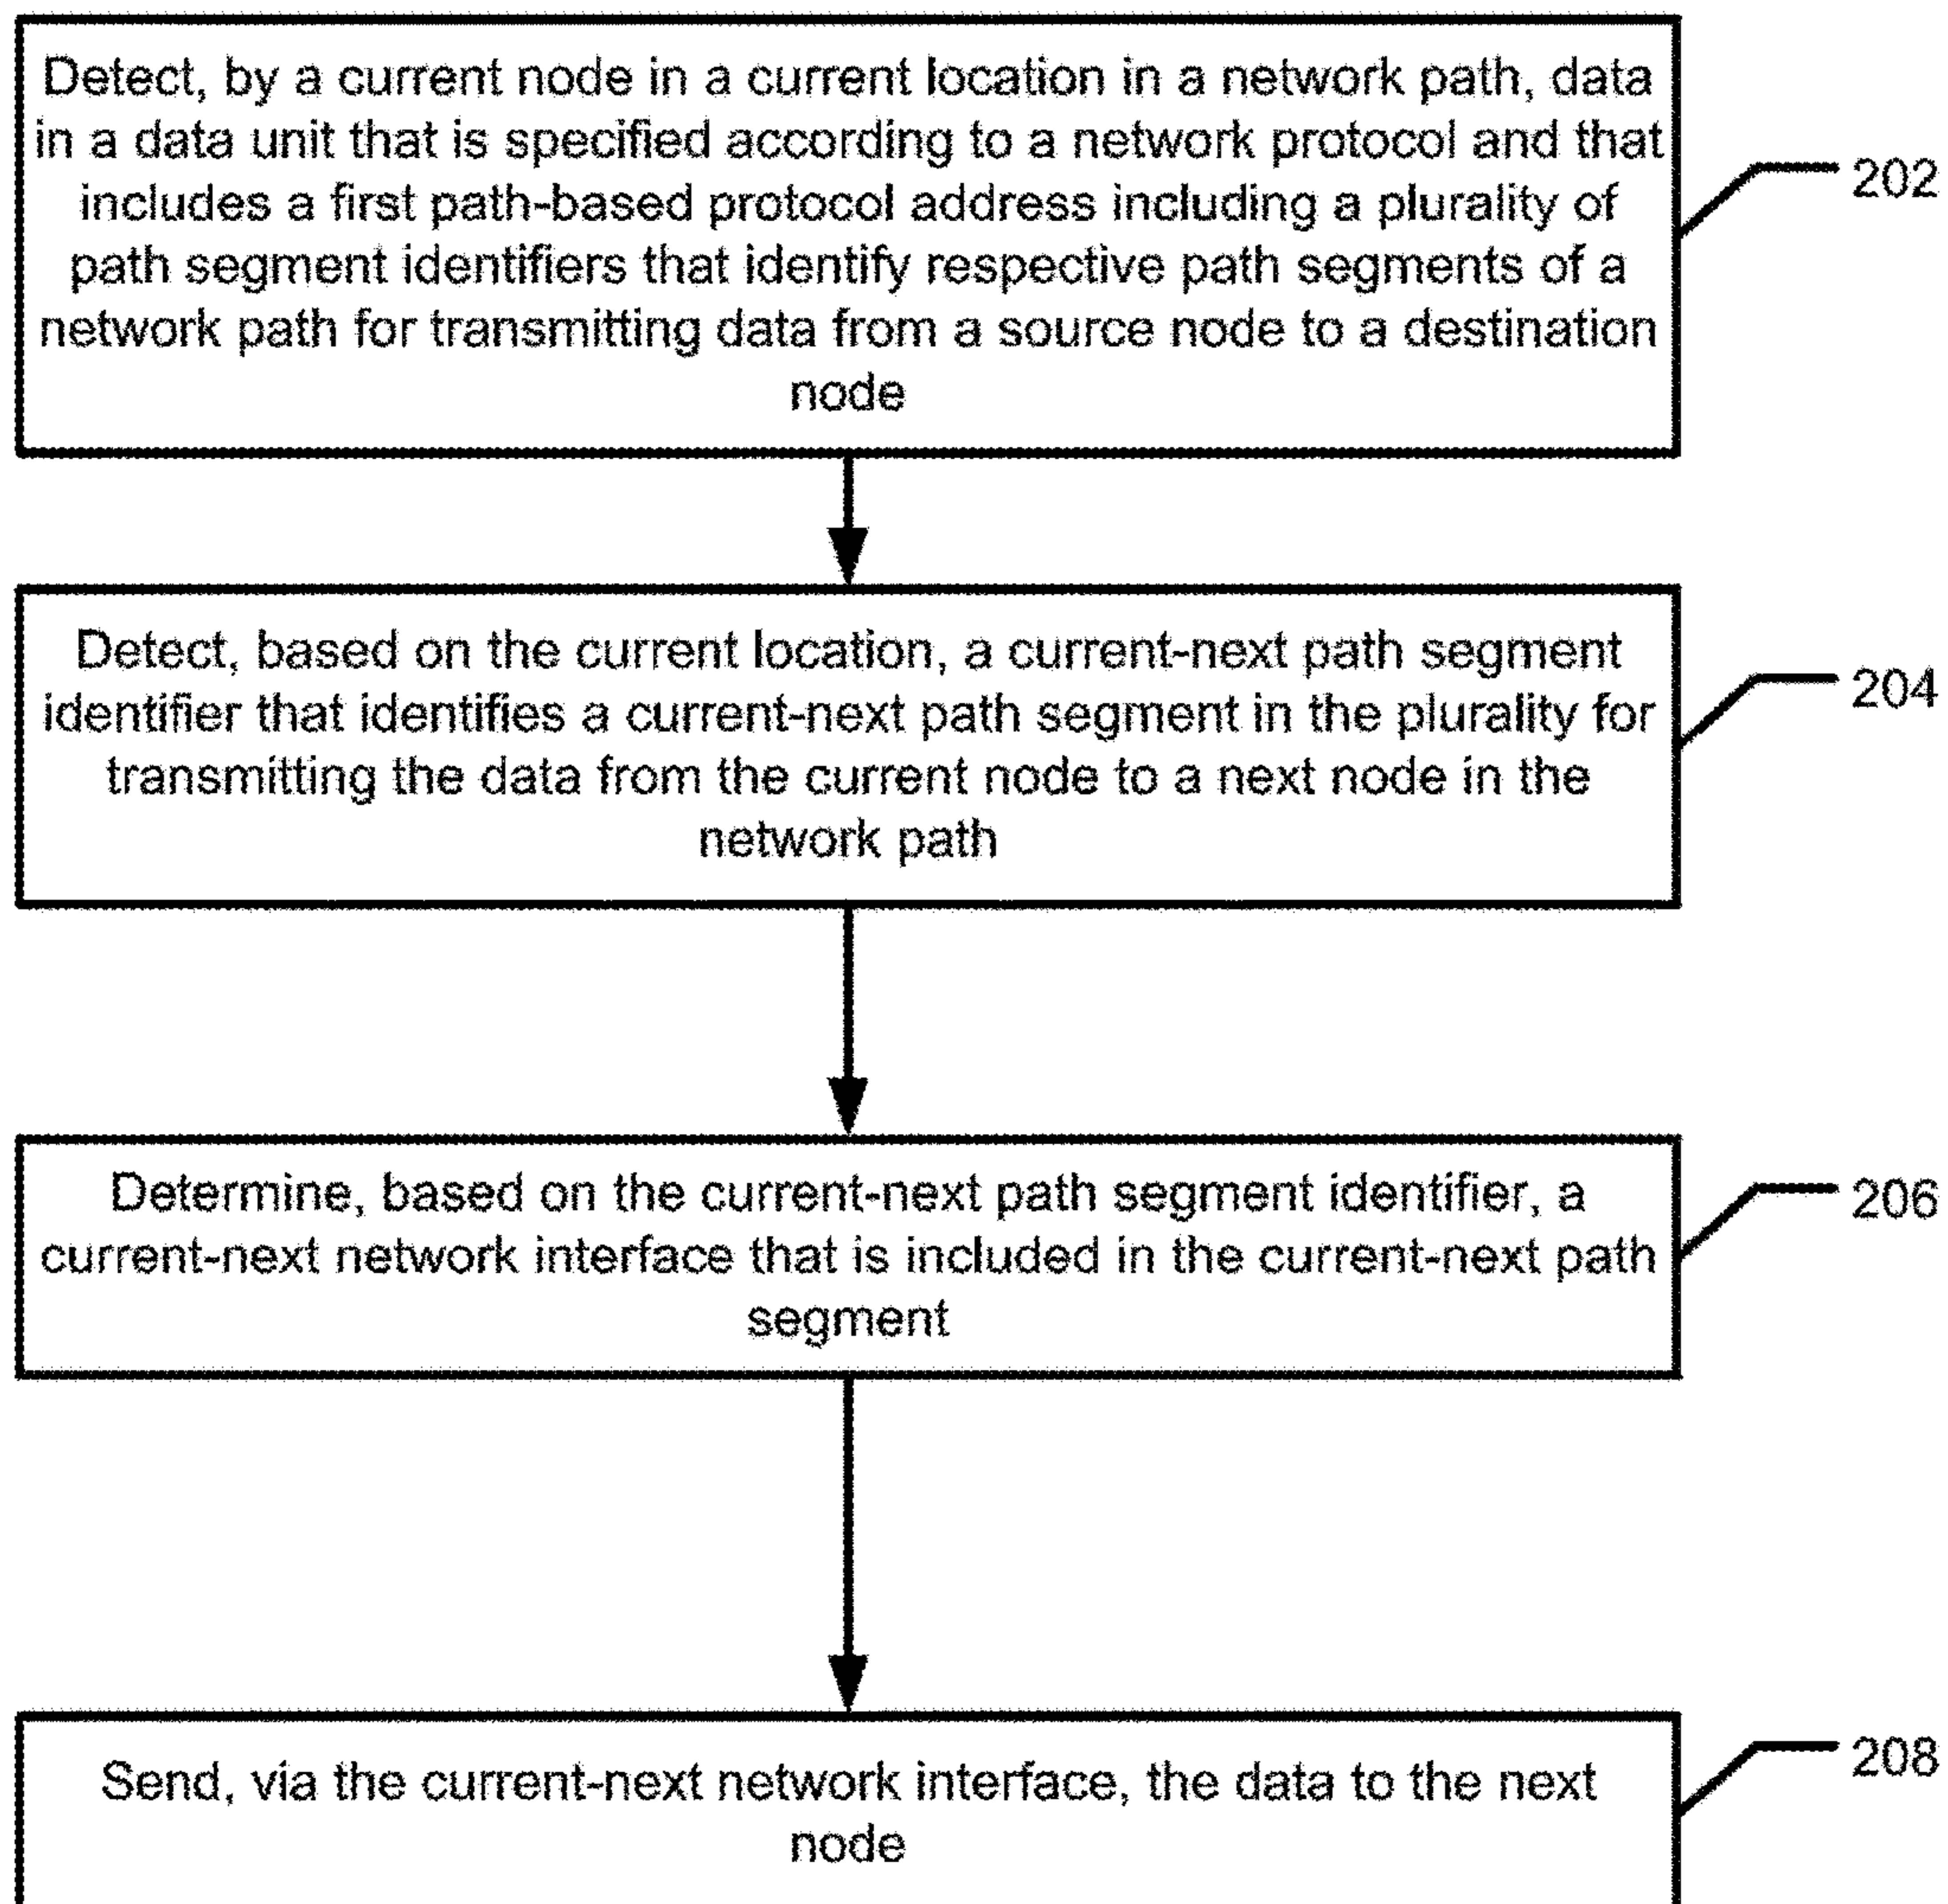 Detect, by a current node in a current location in a network path, data
in a data unit that is specified according to a network protocol and that
includes a first path-based protocol address including a plurality of
path segment identifiers that identify respective path segments of a
network path for transmitting data from a source node to a destination
node
202
Detect, based on the current location, a current-next path segment
identifier that identifies a current-next path segment in the plurality for
transmitting the data from the current node to a next node in the
network path
204
Determine, based on the current-next path segment identifier, a
current-next network interface that is included in the current-next path
segment
206
Send, via the current-next network interface, the data to the next
node
208